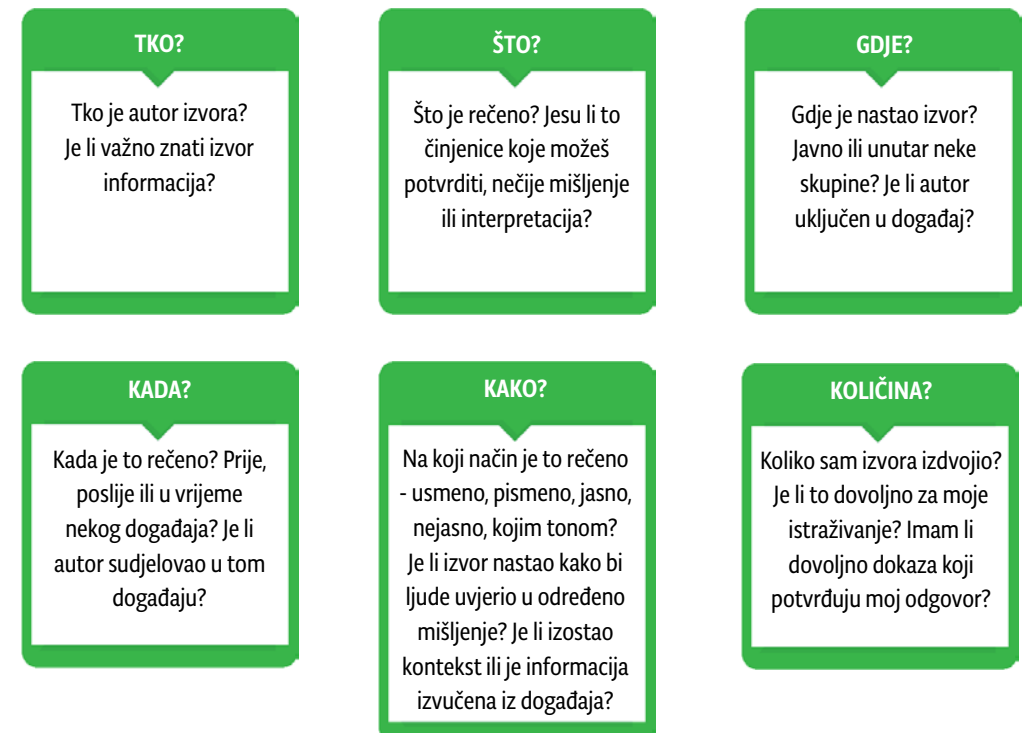 TKO?
Tko je autor izvora?
Je li važno znati izvor
informacija?
ŠTO?
Što je rečeno? Jesu li to
činjenice koje možeš
potvrditi, nečije mišljenje
ili interpretacija?
GDJE?
Gdje je nastao izvor?
Javno ili unutar neke
skupine? Je li autor
uključen u događaj?
KADA?
Kada je to rečeno? Prije,
poslije ili u vrijeme
nekog događaja? Je li
autor sudjelovao u tom
događaju?
KAKO?
Na koji način je to rečeno
- usmeno, pismeno, jasno,
nejasno, kojim tonom?
Je li izvor nastao kako bi
ljude uvjerio u određeno
mišljenje? Je li izostao
kontekst ili je informacija
izvučena iz događaja?
KOLIČINA?
Koliko sam izvora izdvojio?
Je li to dovoljno za moje
istraživanje? Imam li
dovoljno dokaza koji
potvrđuju moj odgovor?